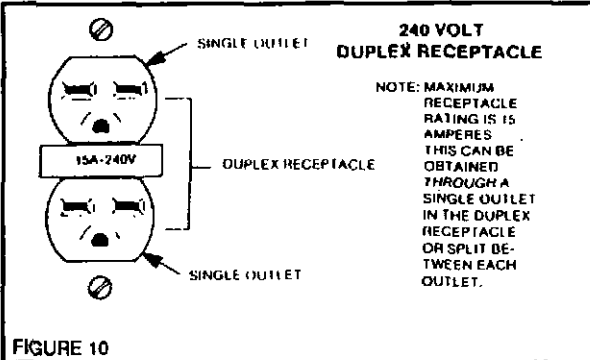 240 VOLT
DUPLEX RECEPTACLE
SINGLE OUTLET
NOTE: MAXIMUM
RECEPTACLE
RATING IS 15
AMPERES
THIS CAN BE
OBTAINED
THROUGH A
SINGLE OUTLET
IN THE DUPLEX
RECEPTACLE
OR SPLIT BE-
TWEEN EACH
OUTLET.
15A-240V
DUPLEX RECEPTACLE
SINGLE OUTLET
FIGURE 10